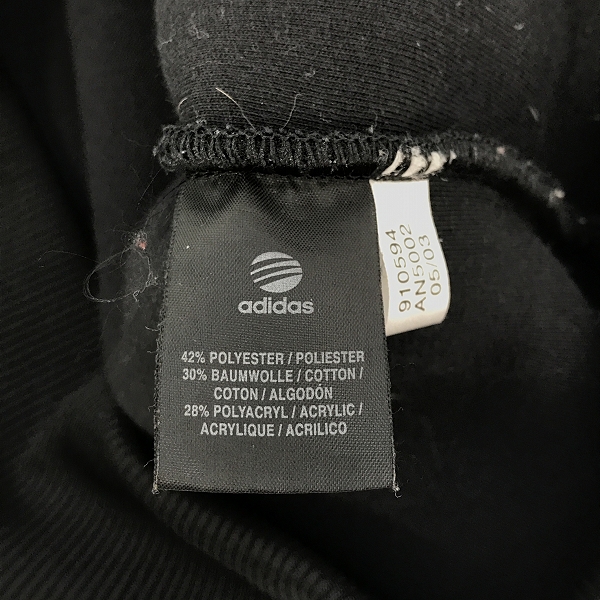 adidas
42% POLYESTER / POLIESTER
30% BAUMWOLLE / COTTON /
COTON / ALGODÓN
28% POLYACRYL / ACRYLIC /
ACRYLIQUE / ACRILICO
910594
AN5002
05/03